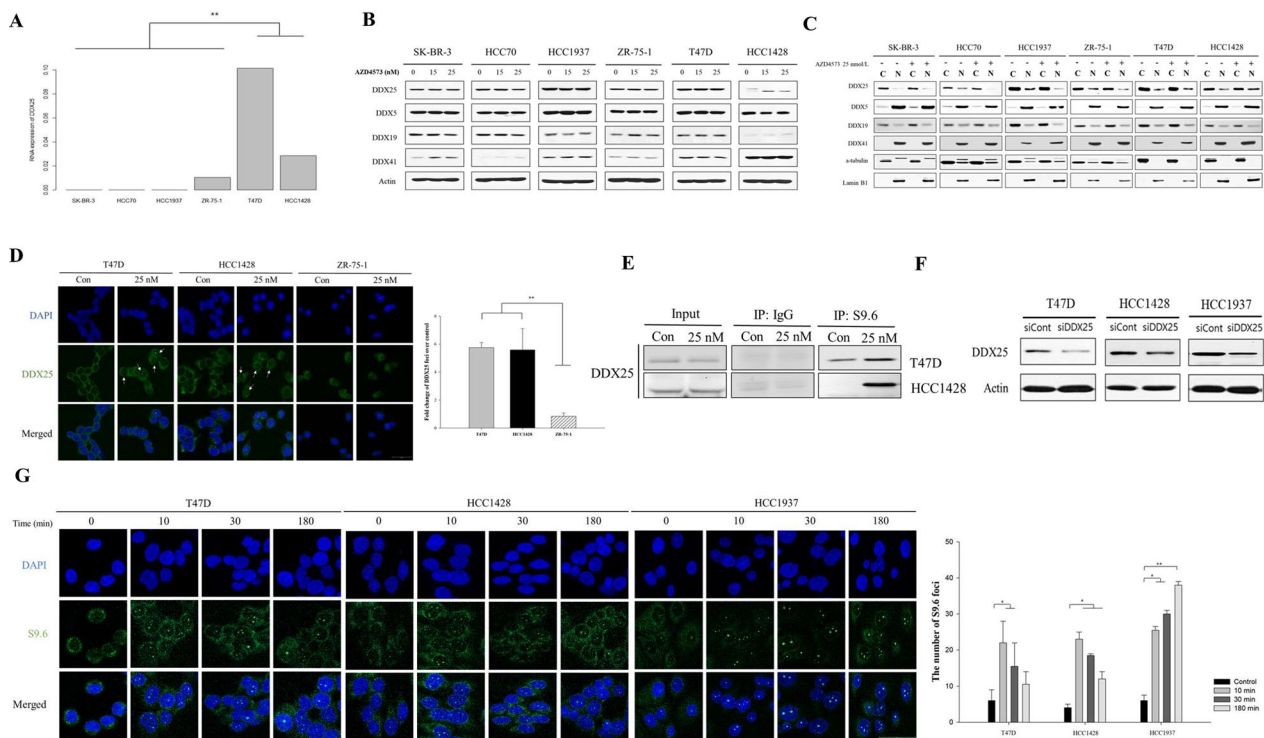 A
**
RNA expression of DDX25
0.10
0.08
0.06
0.04
0.02
0.00
SK-BR-3 HCC70 HCC1937 ZR-75-1 T47D HCC1428
B
SK-BR-3 HCC70 HCC1937 ZR-75-1 T47D HCC1428
AZD4573 (nM) 0 15 25 0 15 25 0 15 25 0 15 25 0 15 25 0 15 25
DDX25
DDX5
DDX19
DDX41
Actin
C
SK-BR-3 HCC70 HCC1937 ZR-75-1 T47D HCC1428
AZD4573 25 nmol/L - - + + - - + + - - + + - - + + - - + + - - + +
C N C N C N C N C N C N C N C N C N C N C N C N
DDX25
DDX5
DDX19
DDX41
a-tubulin
Lamin B1
D
T47D HCC1428 ZR-75-1
Con 25 nM Con 25 nM Con 25 nM
DAPI
DDX25
Merged
**
Fold change of DDX25 foci over control
8
6
4
2
0
T47D HCC1428 ZR-75-1
E
Input IP: IgG IP: S9.6
Con 25 nM Con 25 nM Con 25 nM
DDX25
T47D
HCC1428
F
T47D HCC1428 HCC1937
siCont siDDX25 siCont siDDX25 siCont siDDX25
DDX25
Actin
G
T47D HCC1428 HCC1937
Time (min) 0 10 30 180 0 10 30 180 0 10 30 180
DAPI
S9.6
Merged
The number of S9.6 foci
50
40
30
20
10
0
*
*
*
**
T47D HCC1428 HCC1937
Control
10 min
30 min
180 min